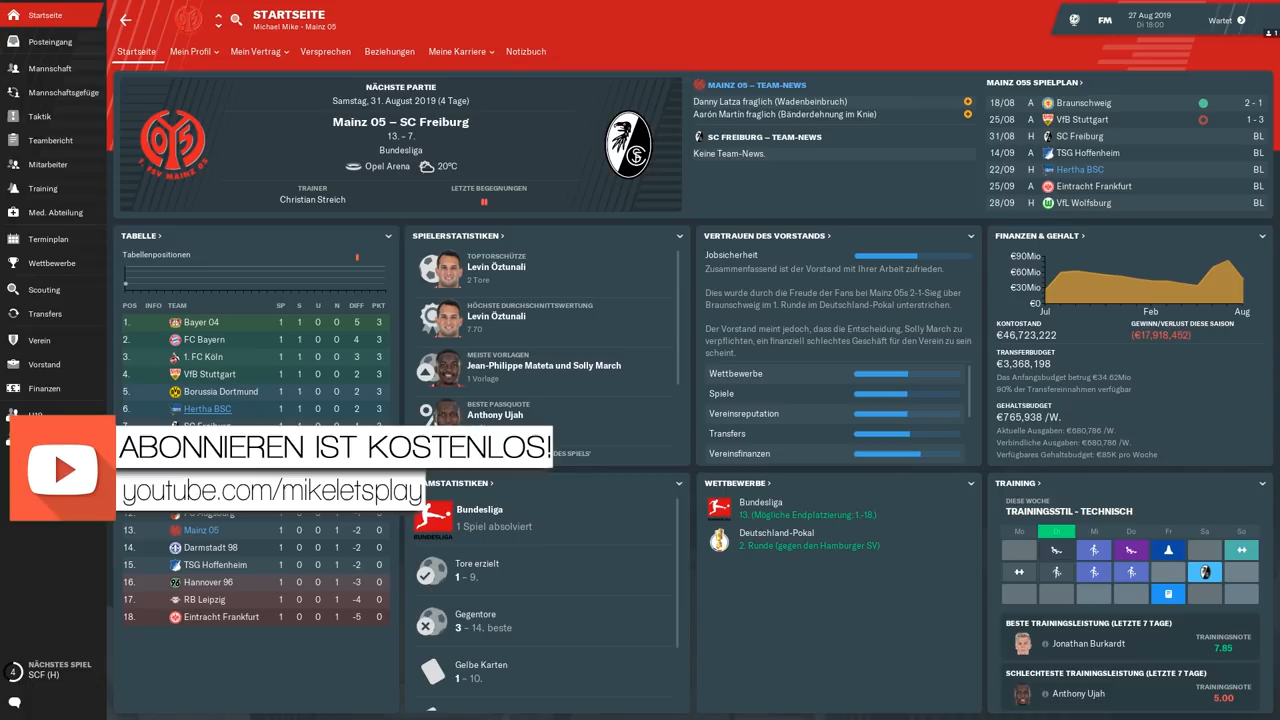 Startseite
Posteingang
Mannschaft
Mannschaftsgefüge
Taktik
Teambericht
Mitarbeiter
Training
Med. Abteilung
Terminplan
Wettbewerbe
Scouting
Transfers
Verein
Vorstand
Finanzen
4 NÄCHSTES SPIEL
SCF (H)
STARTSEITE
Michael Mike - Mainz 05
Startseite Mein Profil Mein Vertrag Versprechen Beziehungen Meine Karriere Notizbuch
FM 27 Aug 2019
Di 18:00
Wartet
1
NÄCHSTE PARTIE
Samstag, 31. August 2019 (4 Tage)
Mainz 05 – SC Freiburg
13. – 7.
Bundesliga
Opel Arena 20°C
TRAINER
Christian Streich
LETZTE BEGEGNUNGEN
MAINZ 05 – TEAM-NEWS
Danny Latza fraglich (Wadenbeinbruch)
Aarón Martín fraglich (Bänderdehnung im Knie)
SC FREIBURG – TEAM-NEWS
Keine Team-News.
MAINZ 05S SPIELPLAN
18/08 A Braunschweig 2 - 1
25/08 A VfB Stuttgart 1 - 3
31/08 H SC Freiburg BL
14/09 A TSG Hoffenheim BL
22/09 H Hertha BSC BL
25/09 A Eintracht Frankfurt BL
28/09 H VfL Wolfsburg BL
TABELLE
Tabellenpositionen
POS INFO TEAM SP S U N DIFF PKT
1. Bayer 04 1 1 0 0 5 3
2. FC Bayern 1 1 0 0 4 3
3. 1. FC Köln 1 1 0 0 3 3
4. VfB Stuttgart 1 1 0 0 2 3
5. Borussia Dortmund 1 1 0 0 2 3
6. Hertha BSC 1 1 0 0 2 3
13. Mainz 05 1 0 0 1 -2 0
14. Darmstadt 98 1 0 0 1 -2 0
15. TSG Hoffenheim 1 0 0 1 -2 0
16. Hannover 96 1 0 0 1 -3 0
17. RB Leipzig 1 0 0 1 -4 0
18. Eintracht Frankfurt 1 0 0 1 -5 0
ABONNIEREN IST KOSTENLOS!
youtube.com/mikeletsplay
SPIELERSTATISTIKEN
TOPTORSCHÜTZE
Levin Öztunali
2 Tore
HÖCHSTE DURCHSCHNITTSWERTUNG
Levin Öztunali
7.70
MEISTE VORLAGEN
Jean-Philippe Mateta und Solly March
1 Vorlage
BESTE PASSQUOTE
Anthony Ujah
DES SPIELS'
Bundesliga
1 Spiel absolviert
Tore erzielt
1 – 9.
Gegentore
3 – 14. beste
Gelbe Karten
1 – 10.
VERTRAUEN DES VORSTANDS
Jobsicherheit
Zusammenfassend ist der Vorstand mit Ihrer Arbeit zufrieden.
Dies wurde durch die Freude der Fans bei Mainz 05s 2-1-Sieg über
Braunschweig im 1. Runde im Deutschland-Pokal unterstrichen.
Der Vorstand meint jedoch, dass die Entscheidung, Solly March zu
verpflichten, ein finanziell schlechtes Geschäft für den Verein zu sein
scheint.
Wettbewerbe
Spiele
Vereinsreputation
Transfers
Vereinsfinanzen
WETTBEWERBE
Bundesliga
13. (Mögliche Endplatzierung: 1.-18.)
Deutschland-Pokal
2. Runde (gegen den Hamburger SV)
FINANZEN & GEHALT
€90Mio
€60Mio
€30Mio
€0
Jul Feb Aug
KONTOSTAND
€46,723,222
GEWINN/VERLUST DIESE SAISON
(€17,918,452)
TRANSFERBUDGET
€3,368,198
Das Anfangsbudget betrug €34.62Mio
90% der Transfereinnahmen verfügbar
GEHALTSBUDGET
€765,938 /W.
Aktuelle Ausgaben: €680,786 /W.
Verbindliche Ausgaben: €680,786 /W.
Verfügbares Gehaltsbudget: €85K pro Woche
TRAINING
DIESE WOCHE
TRAININGSSTIL - TECHNISCH
Mo Di Mi Do Fr Sa So
BESTE TRAININGSLEISTUNG (LETZTE 7 TAGE)
Jonathan Burkardt
TRAININGSNOTE
7.85
SCHLECHTESTE TRAININGSLEISTUNG (LETZTE 7 TAGE)
Anthony Ujah
TRAININGSNOTE
5.00